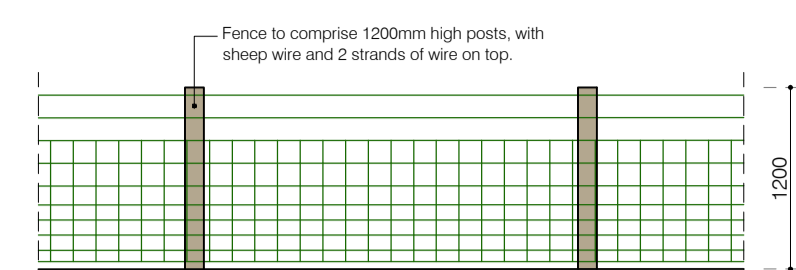 Fence to comprise 1200mm high posts, with
sheep wire and 2 strands of wire on top.
1200